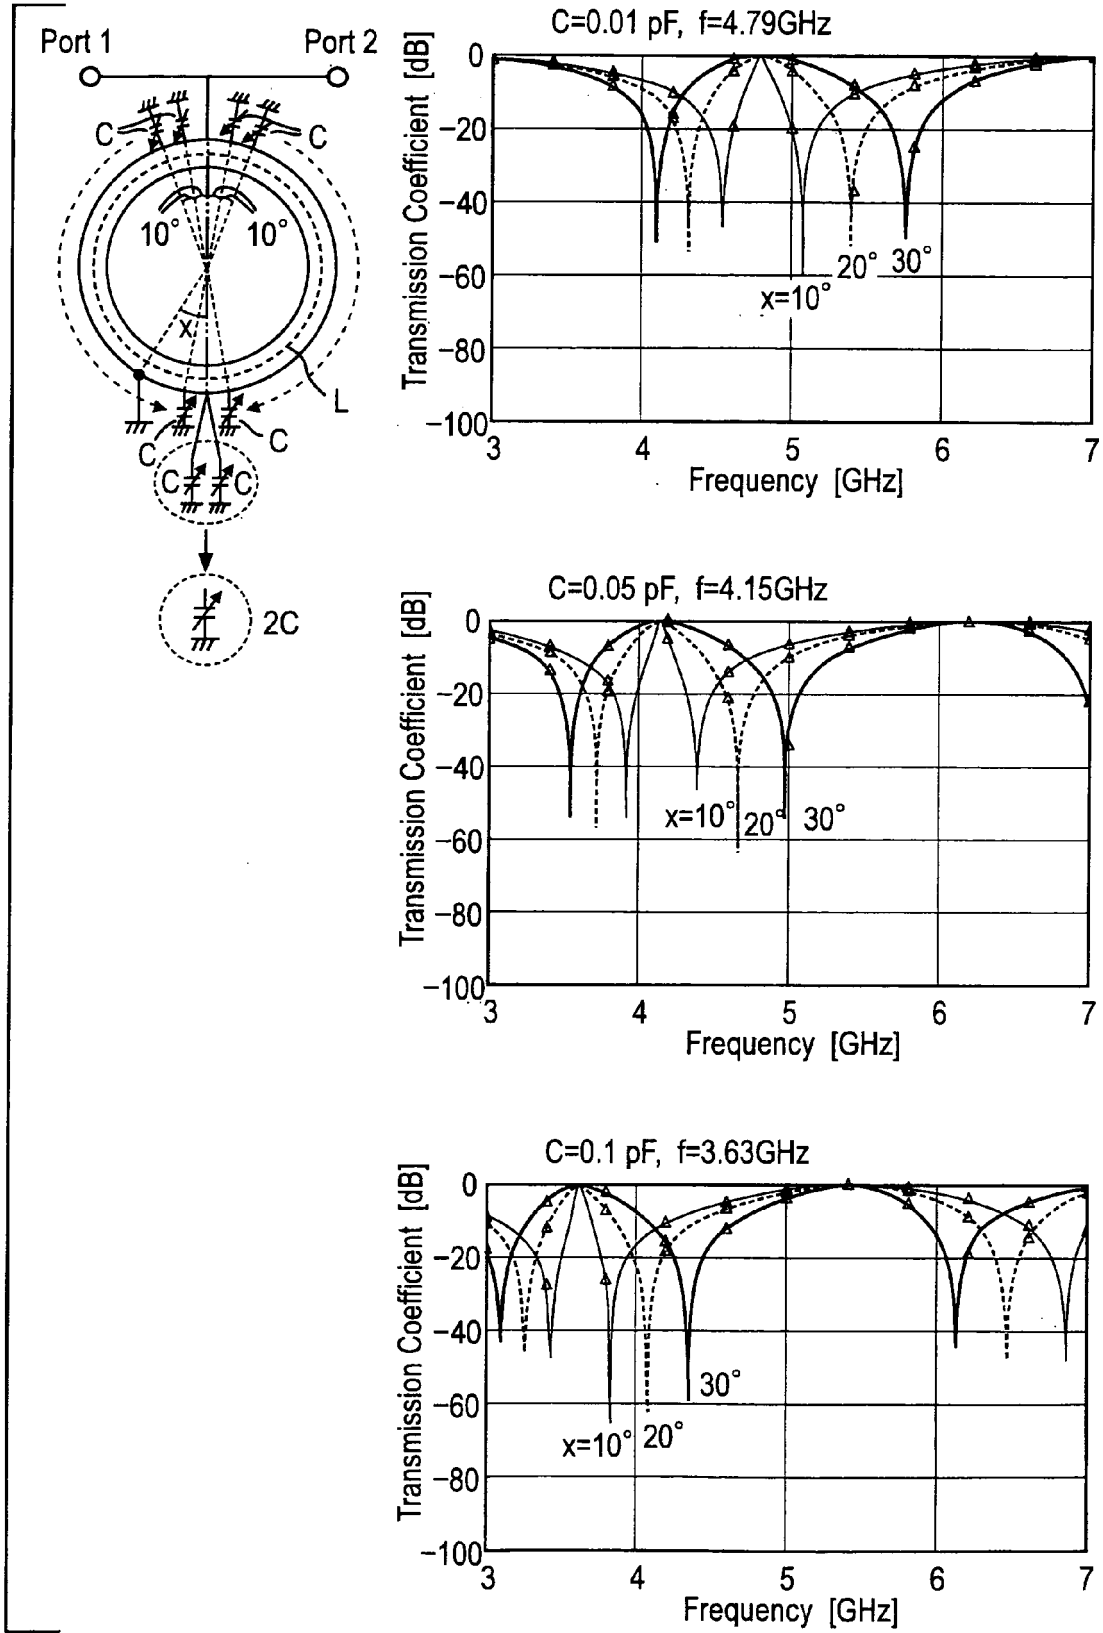 Port 1
Port 2
C
C
10°
10°
x
L
C
C
C
C
2C
C=0.01 pF, f=4.79GHz
Transmission Coefficient [dB]
0
−20
−40
−60
−80
−100
x=10°
20°
30°
3
4
5
6
7
Frequency [GHz]
C=0.05 pF, f=4.15GHz
Transmission Coefficient [dB]
0
−20
−40
−60
−80
−100
x=10°
20°
30°
3
4
5
6
7
Frequency [GHz]
C=0.1 pF, f=3.63GHz
Transmission Coefficient [dB]
0
−20
−40
−60
−80
−100
x=10°
20°
30°
3
4
5
6
7
Frequency [GHz]